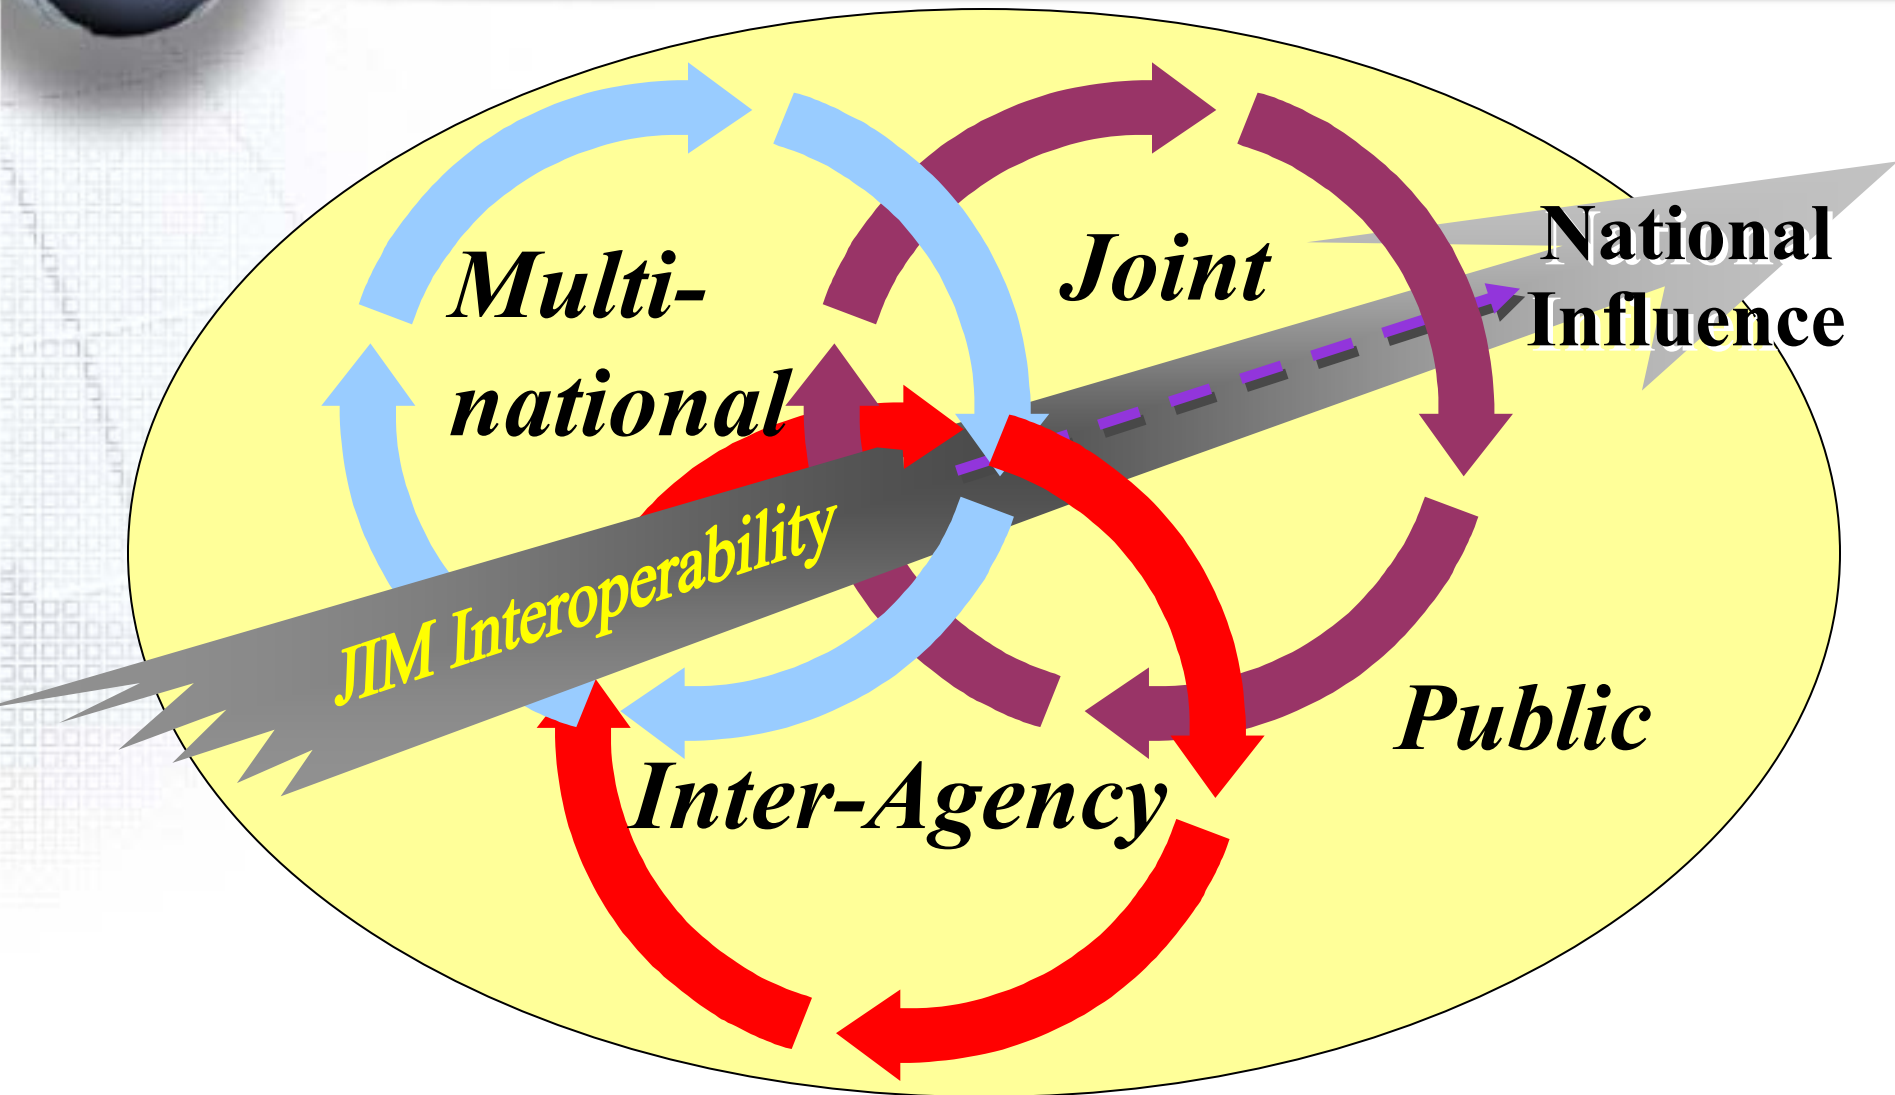 Multi-
national
Joint
National
Influence
JIM Interoperability
Public
Inter-Agency